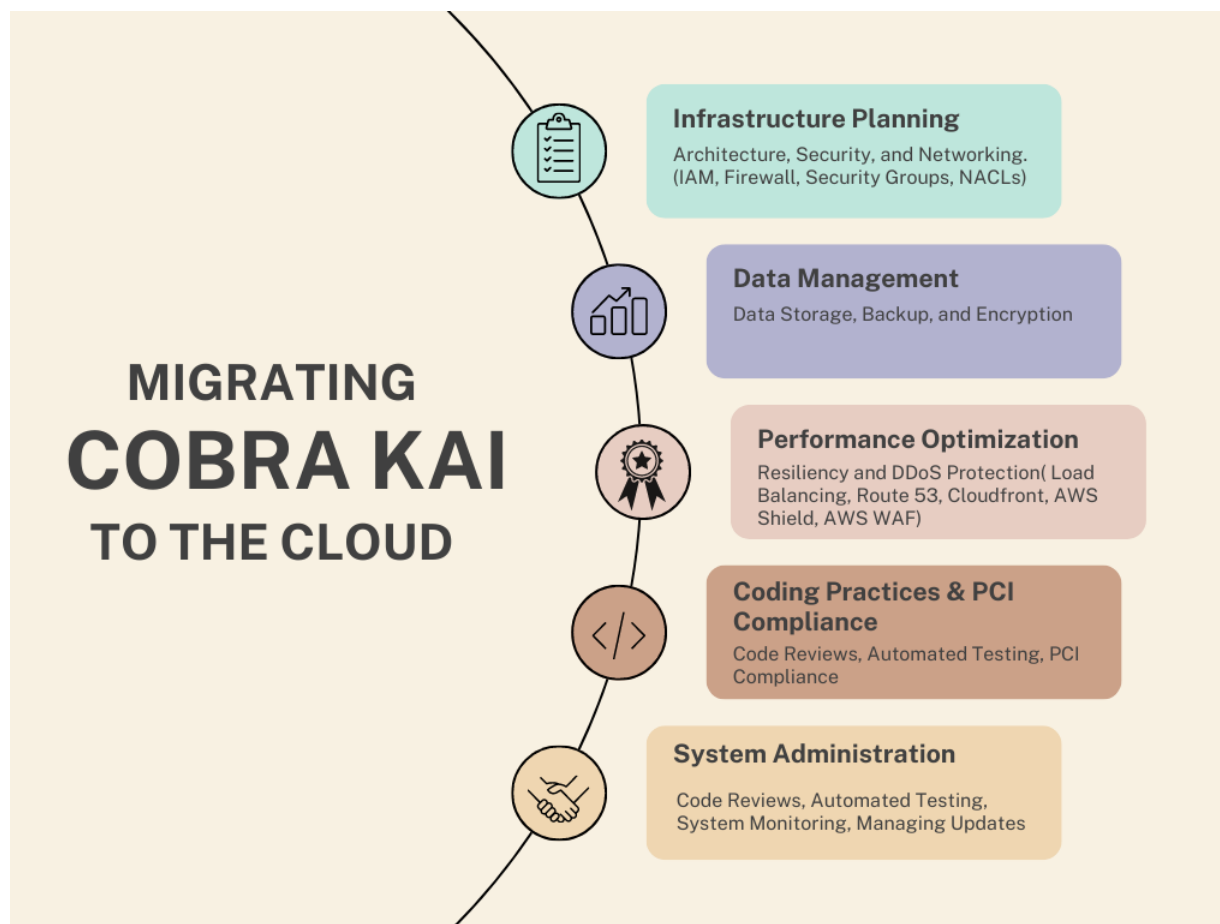 MIGRATING
COBRA KAI
TO THE CLOUD
Infrastructure Planning
Architecture, Security, and Networking.
(IAM, Firewall, Security Groups, NACLs)
Data Management
Data Storage, Backup, and Encryption
Performance Optimization
Resiliency and DDoS Protection( Load
Balancing, Route 53, Cloudfront, AWS
Shield, AWS WAF)
Coding Practices & PCI
Compliance
Code Reviews, Automated Testing, PCI
Compliance
System Administration
Code Reviews, Automated Testing,
System Monitoring, Managing Updates